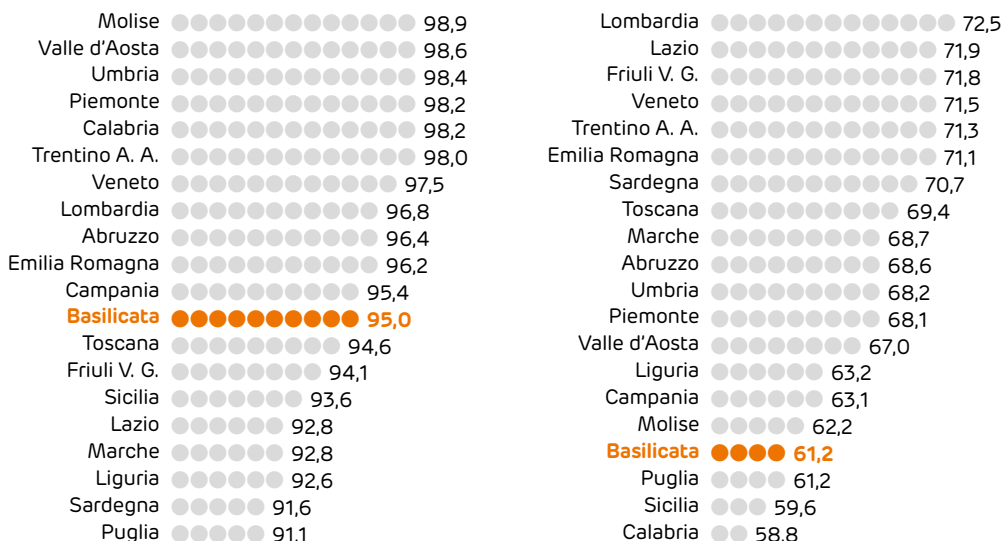 Molise 98,9
Valle d'Aosta 98,6
Umbria 98,4
Piemonte 98,2
Calabria 98,2
Trentino A. A. 98,0
Veneto 97,5
Lombardia 96,8
Abruzzo 96,4
Emilia Romagna 96,2
Campania 95,4
Basilicata 95,0
Toscana 94,6
Friuli V. G. 94,1
Sicilia 93,6
Lazio 92,8
Marche 92,8
Liguria 92,6
Sardegna 91,6
Puglia 91,1
Lombardia 72,5
Lazio 71,9
Friuli V. G. 71,8
Veneto 71,5
Trentino A. A. 71,3
Emilia Romagna 71,1
Sardegna 70,7
Toscana 69,4
Marche 68,7
Abruzzo 68,6
Umbria 68,2
Piemonte 68,1
Valle d'Aosta 67,0
Liguria 63,2
Campania 63,1
Molise 62,2
Basilicata 61,2
Puglia 61,2
Sicilia 59,6
Calabria 58,8